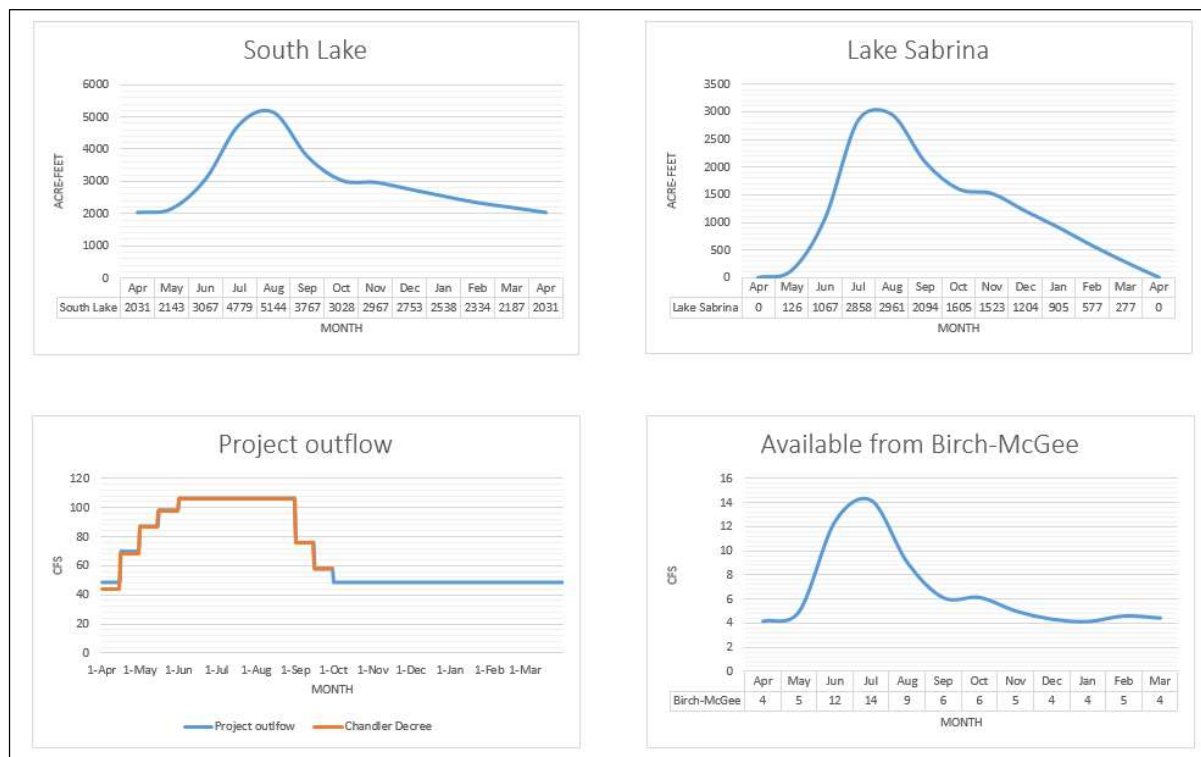 South Lake
6000
5000
4000
3000
2000
1000
0
ACRE-FEET
Apr May Jun Jul Aug Sep Oct Nov Dec Jan Feb Mar Apr
South Lake 2031 2143 3067 4779 5144 3767 3028 2967 2753 2538 2334 2187 2031
MONTH
Lake Sabrina
3500
3000
2500
2000
1500
1000
500
0
ACRE-FEET
Apr May Jun Jul Aug Sep Oct Nov Dec Jan Feb Mar Apr
Lake Sabrina 0 126 1067 2858 2961 2094 1605 1523 1204 905 577 277 0
MONTH
Project outflow
120
100
80
60
40
20
0
CFS
1-Apr 1-May 1-Jun 1-Jul 1-Aug 1-Sep 1-Oct 1-Nov 1-Dec 1-Jan 1-Feb 1-Mar
MONTH
Project outlfow Chandler Decree
Available from Birch-McGee
16
14
12
10
8
6
4
2
0
CFS
Apr May Jun Jul Aug Sep Oct Nov Dec Jan Feb Mar
Birch-McGee 4 5 12 14 9 6 6 5 4 4 5 4
MONTH